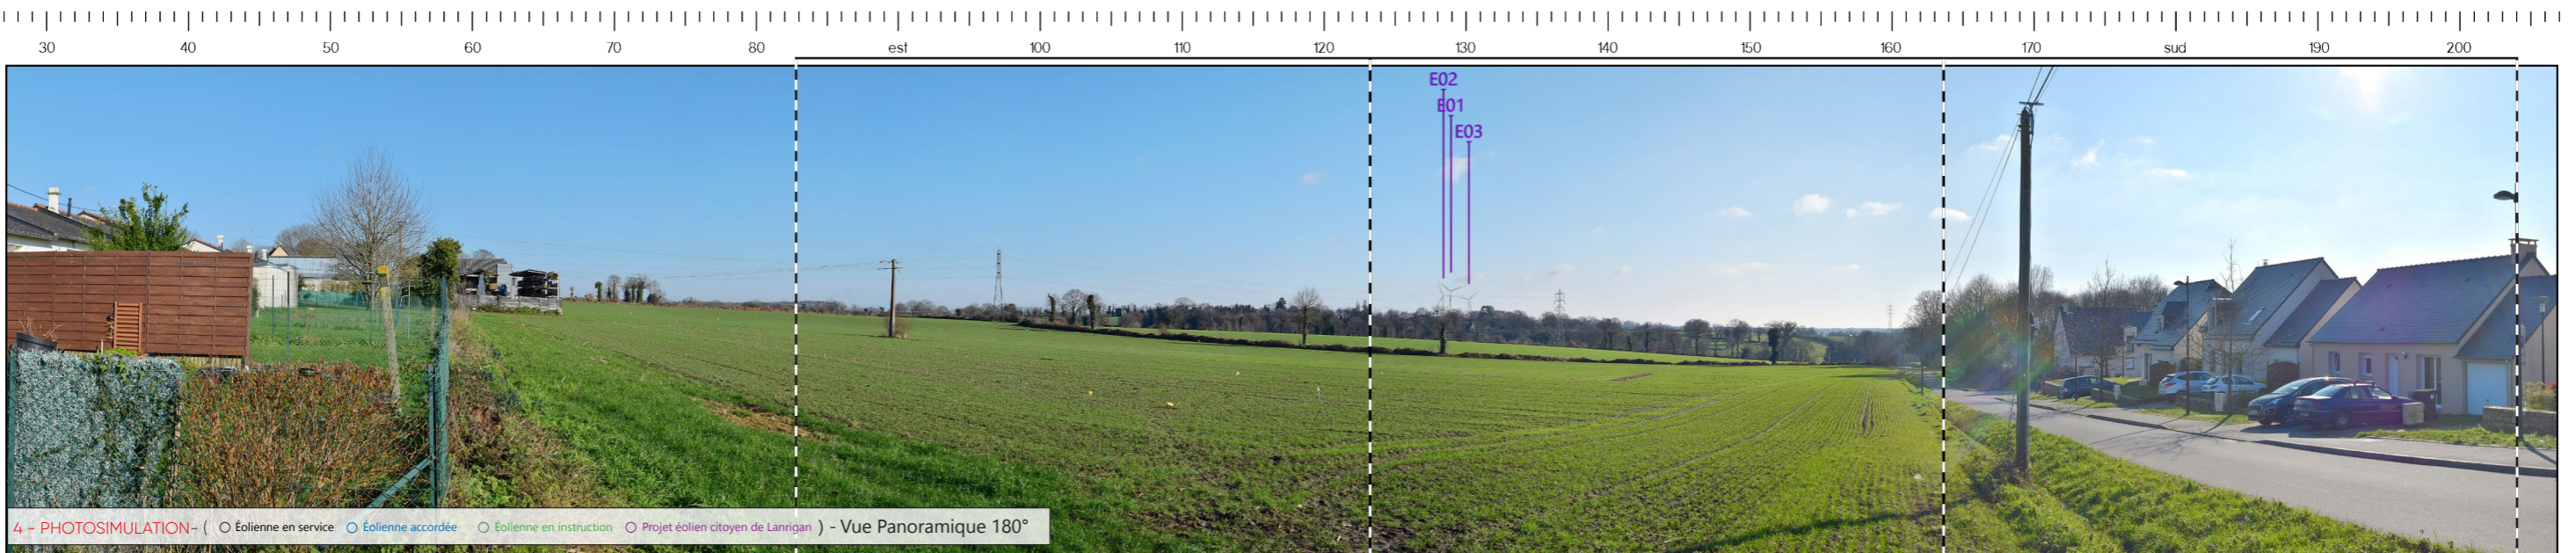 30 40 50 60 70 80 est 100 110 120 130 140 150 160 170 sud 190 200
E02
E01
E03
4 - PHOTOSIMULATION- ( Éolienne en service Éolienne accordée Éolienne en instruction Projet éolien citoyen de Lanrigan ) - Vue Panoramique 180°